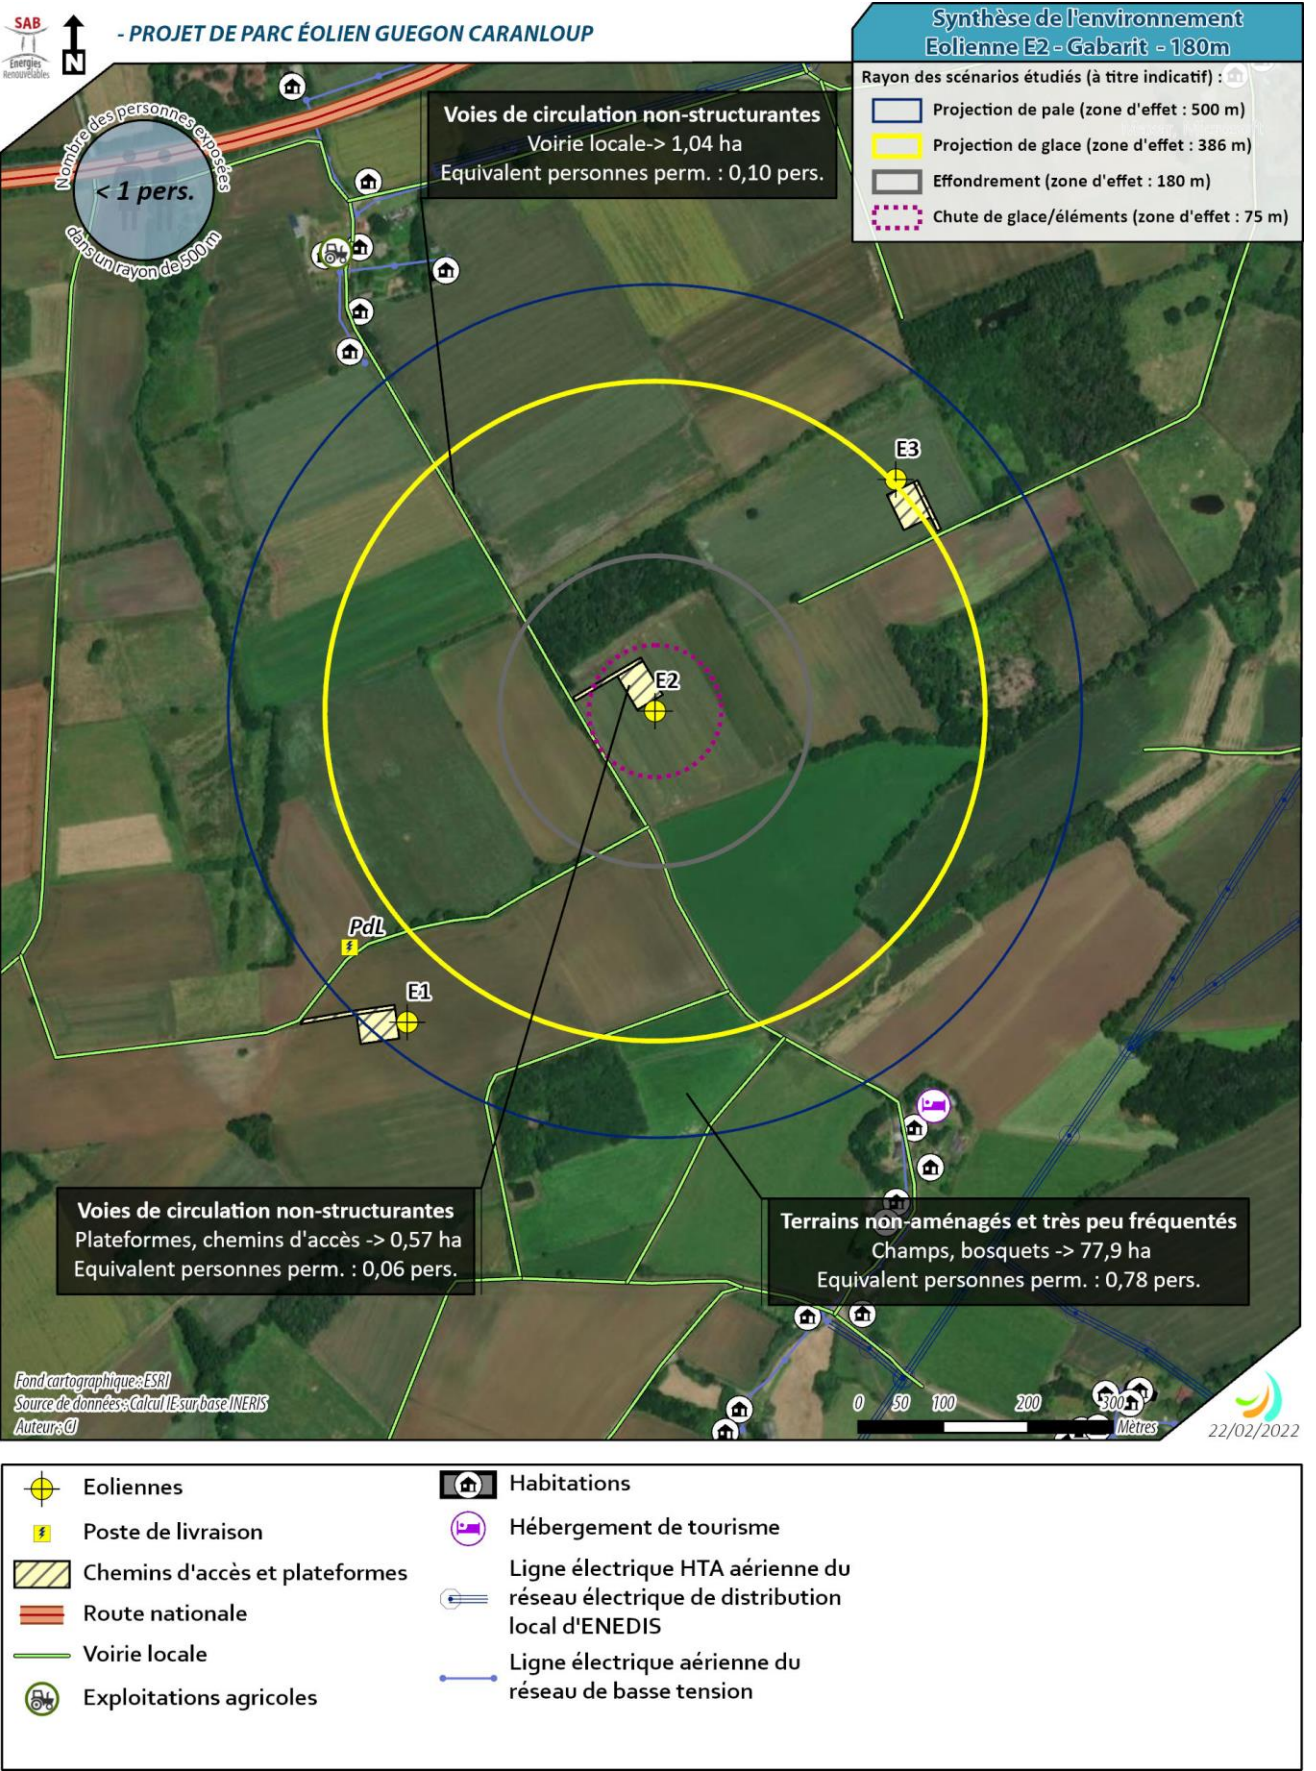 SAB
Energies
Renouvelables
N
- PROJET DE PARC ÉOLIEN GUEGON CARANLOUP
Synthèse de l'environnement
Eolienne E2 - Gabarit - 180m
Rayon des scénarios étudiés (à titre indicatif) :
Projection de pale (zone d'effet : 500 m)
Projection de glace (zone d'effet : 386 m)
Effondrement (zone d'effet : 180 m)
Chute de glace/éléments (zone d'effet : 75 m)
Nombre des personnes exposées
< 1 pers.
dans un rayon de 500 m
Voies de circulation non-structurantes
Voirie locale-> 1,04 ha
Equivalent personnes perm. : 0,10 pers.
E3
E2
PdL
E1
Voies de circulation non-structurantes
Plateformes, chemins d'accès -> 0,57 ha
Equivalent personnes perm. : 0,06 pers.
Terrains non-aménagés et très peu fréquentés
Champs, bosquets -> 77,9 ha
Equivalent personnes perm. : 0,78 pers.
Fond cartographique : ESRI
Source de données : Calcul IE sur base INERIS
Auteur : CJ
0 50 100 200 300
Mètres
22/02/2022
Eoliennes
Poste de livraison
Chemins d'accès et plateformes
Route nationale
Voirie locale
Exploitations agricoles
Habitations
Hébergement de tourisme
Ligne électrique HTA aérienne du
réseau électrique de distribution
local d'ENEDIS
Ligne électrique aérienne du
réseau de basse tension